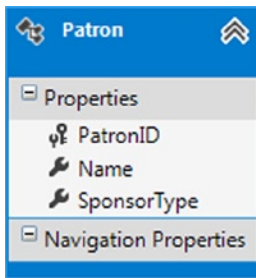 Patron
Properties
PatronID
Name
SponsorType
Navigation Properties